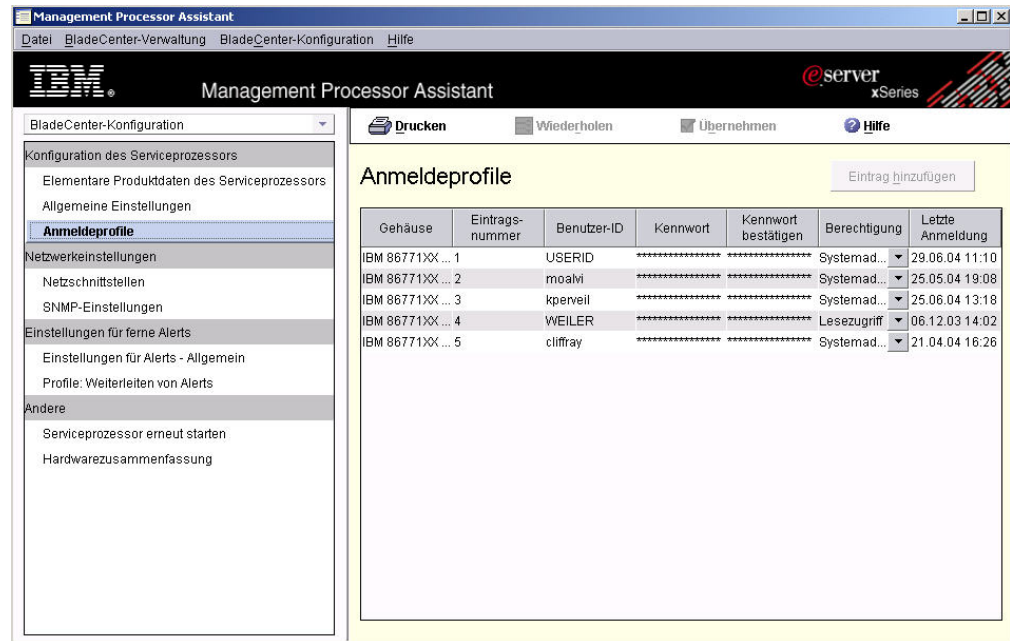 Management Processor Assistant
Datei BladeCenter-Verwaltung BladeCenter-Konfiguration Hilfe
IBM® Management Processor Assistant
@server
xSeries
BladeCenter-Konfiguration
Konfiguration des Serviceprozessors
Elementare Produktdaten des Serviceprozessors
Allgemeine Einstellungen
Anmeldeprofile
Netzwerkeinstellungen
Netzschnittstellen
SNMP-Einstellungen
Einstellungen für ferne Alerts
Einstellungen für Alerts - Allgemein
Profile: Weiterleiten von Alerts
Andere
Serviceprozessor erneut starten
Hardwarezusammenfassung
Drucken Wiederholen Übernehmen Hilfe
Anmeldeprofile
Eintrag hinzufügen
Gehäuse Eintrags-nummer Benutzer-ID Kennwort Kennwort bestätigen Berechtigung Letzte Anmeldung
IBM 86771XX ... 1 USERID **************** **************** Systemad... 29.06.04 11:10
IBM 86771XX ... 2 moalvi **************** **************** Systemad... 25.05.04 19:08
IBM 86771XX ... 3 kperveil **************** **************** Systemad... 25.06.04 13:18
IBM 86771XX ... 4 WEILER **************** **************** Lesezugriff 06.12.03 14:02
IBM 86771XX ... 5 cliffray **************** **************** Systemad... 21.04.04 16:26